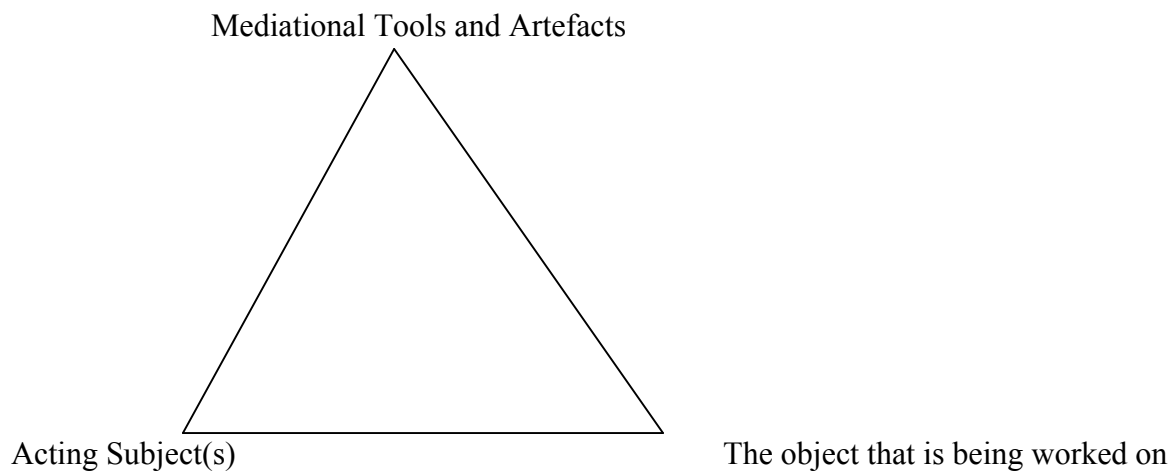 Mediational Tools and Artefacts
Acting Subject(s) The object that is being worked on